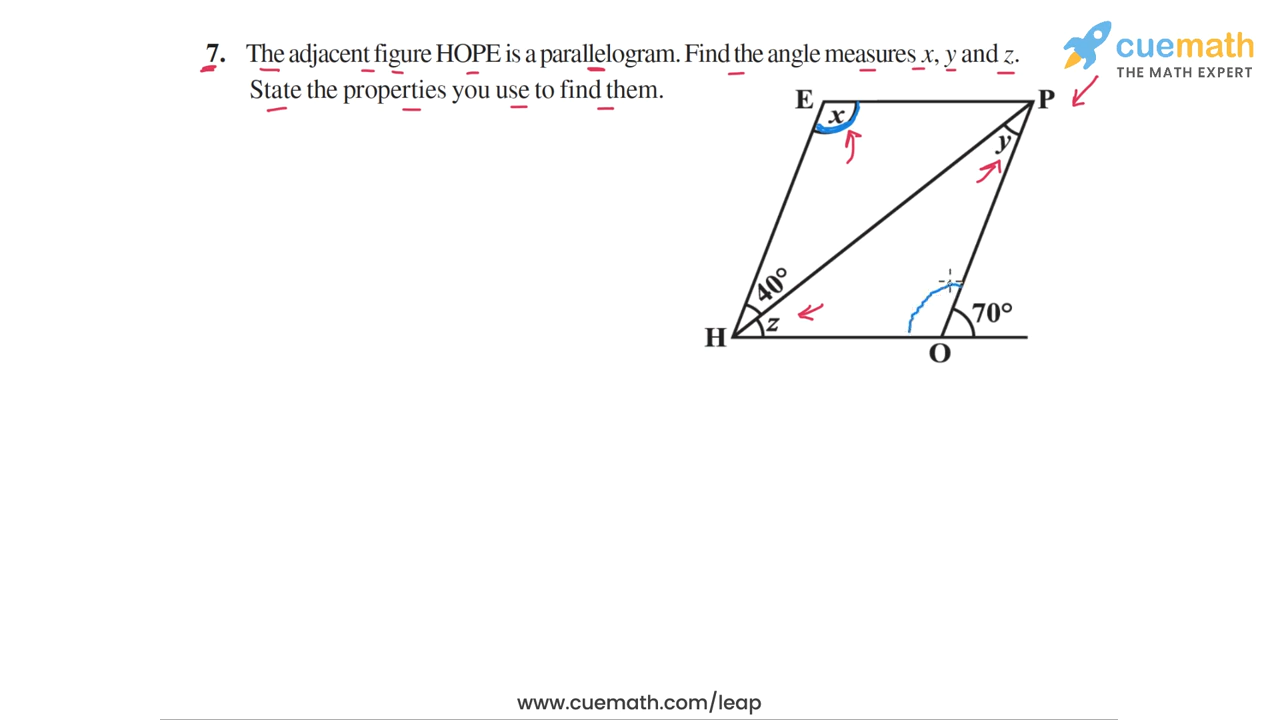 cuemath
THE MATH EXPERT
7. The adjacent figure HOPE is a parallelogram. Find the angle measures x, y and z.
State the properties you use to find them.
E
P
x
y
40°
z
70°
H
O
www.cuemath.com/leap